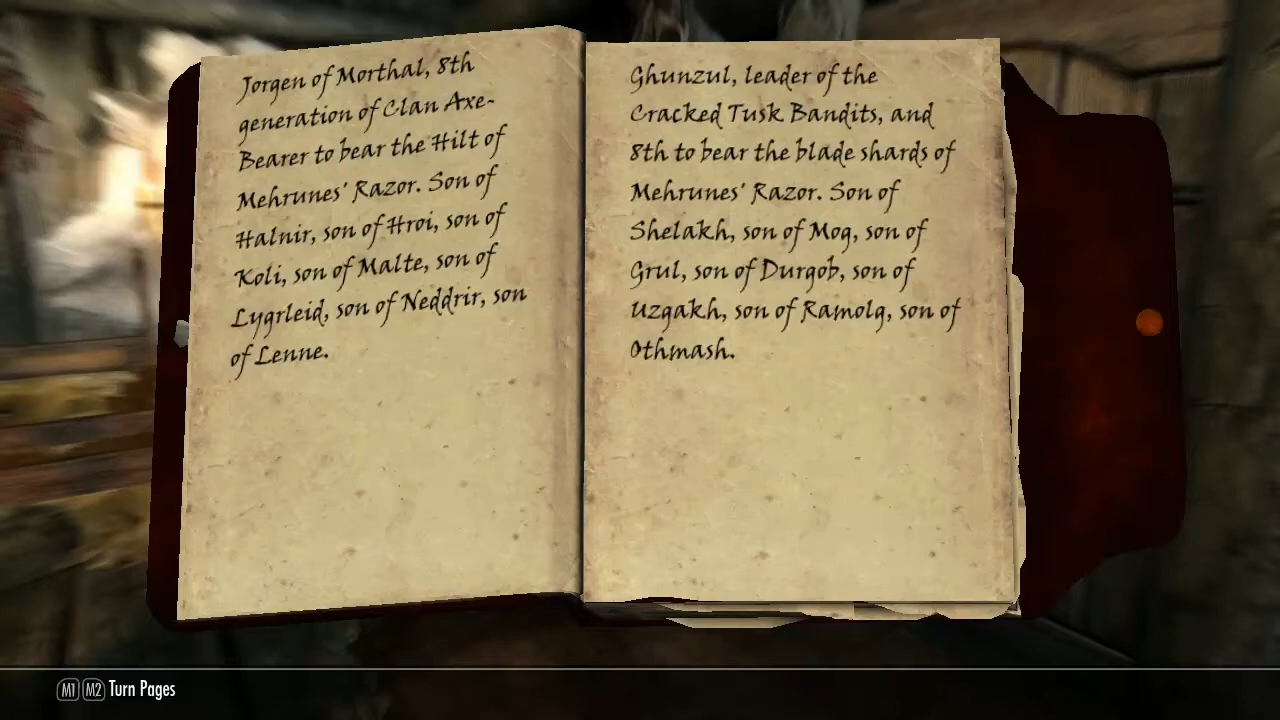 Jorgen of Morthal, 8th
generation of Clan Axe-
Bearer to bear the Hilt of
Mehrunes' Razor. Son of
Halnir, son of Hroi, son of
Koli, son of Malte, son of
Lygrleid, son of Neddrir, son
of Lenne.
Ghunzul, leader of the
Cracked Tusk Bandits, and
8th to bear the blade shards of
Mehrunes' Razor. Son of
Shelakh, son of Mog, son of
Grul, son of Durgob, son of
Uzgakh, son of Ramolg, son of
Othmash.
M1 M2 Turn Pages